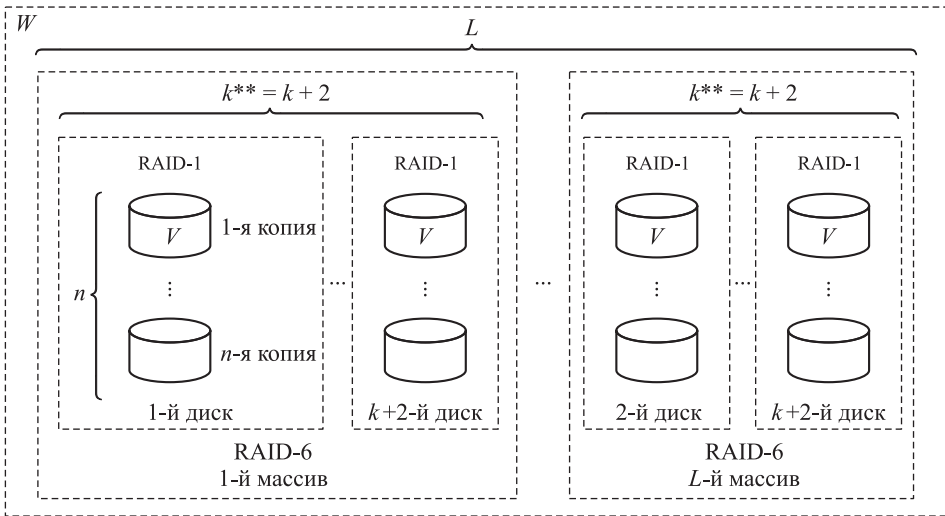 W
L
k** = k + 2
k** = k + 2
RAID-1
RAID-1
RAID-1
RAID-1
n
V
1-я копия
V
V
V
...
...
...
...
...
...
...
n-я копия
1-й диск
k+2-й диск
2-й диск
k+2-й диск
RAID-6
1-й массив
RAID-6
L-й массив